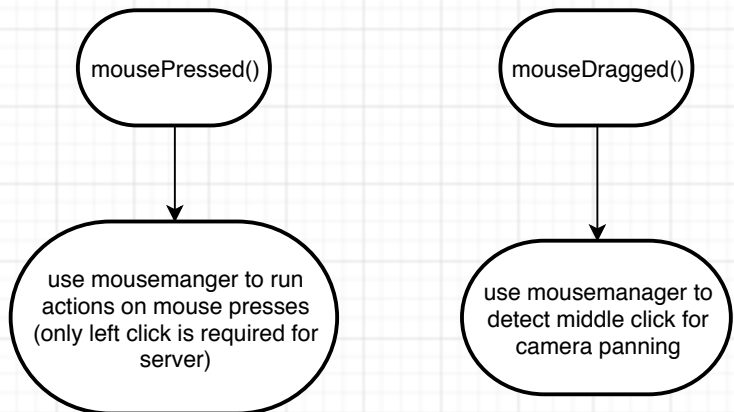 mousePressed()
mouseDragged()
use mousemanger to run
actions on mouse presses
(only left click is required for
server)
use mousemanager to
detect middle click for
camera panning